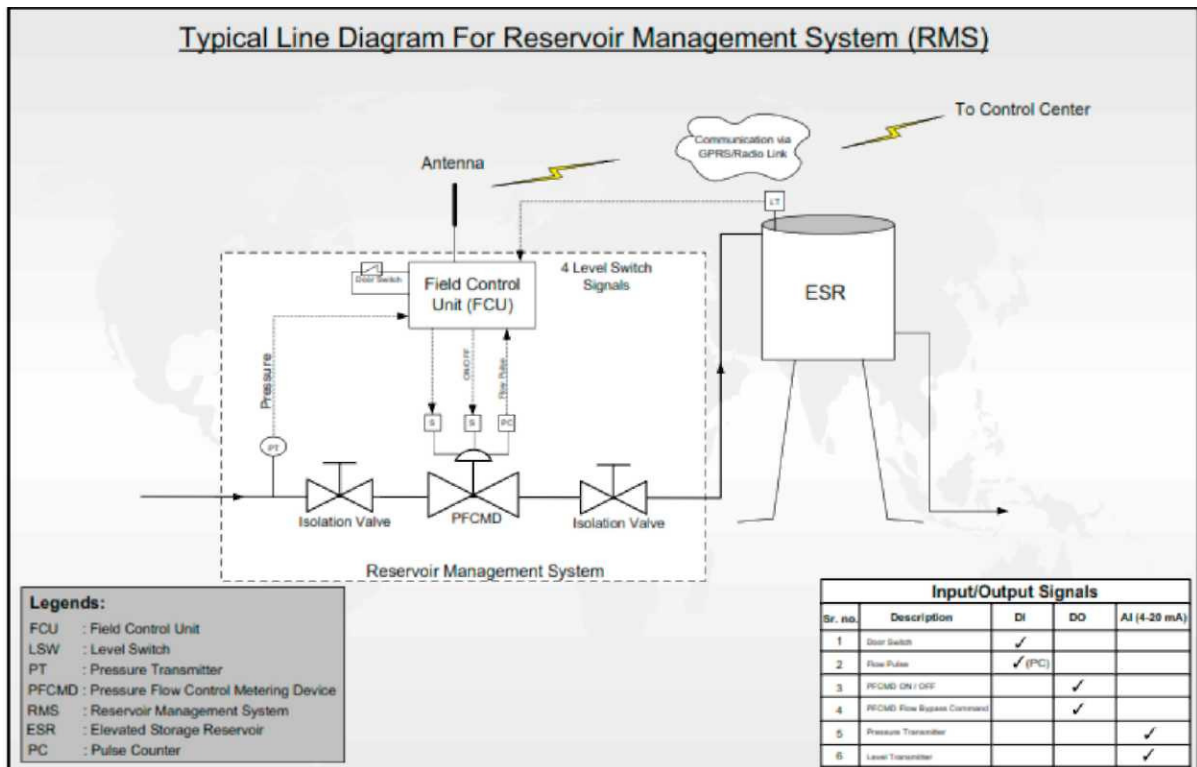 Typical Line Diagram For Reservoir Management System (RMS)
To Control Center
Communication via
GPRS/Radio Link
Antenna
LT
4 Level Switch
Signals
Door Switch
Field Control
Unit (FCU)
ESR
Pressure
ON/OFF
Flow Pulse
S
S
PC
PT
Isolation Valve
PFCMD
Isolation Valve
Reservoir Management System
Legends:
FCU : Field Control Unit
LSW : Level Switch
PT : Pressure Transmitter
PFCMD : Pressure Flow Control Metering Device
RMS : Reservoir Management System
ESR : Elevated Storage Reservoir
PC : Pulse Counter
Input/Output Signals
Sr. no. Description DI DO AI (4-20 mA)
1 Door Switch ✓
2 Flow Pulse ✓(PC)
3 PFCMD ON / OFF ✓
4 PFCMD Flow Bypass Command ✓
5 Pressure Transmitter ✓
6 Level Transmitter ✓